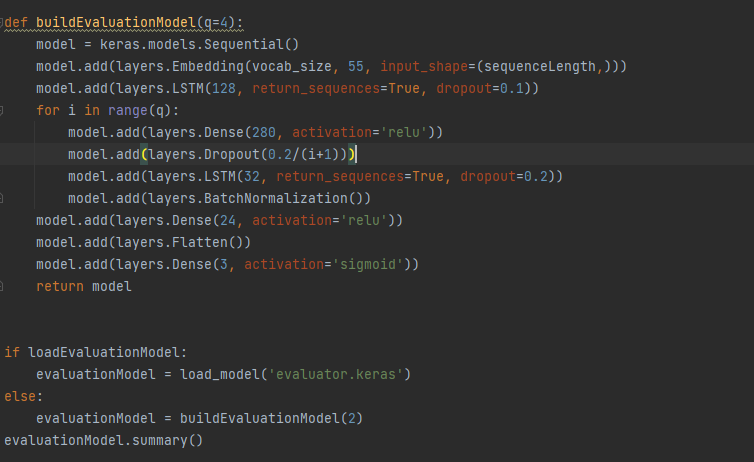 def buildEvaluationModel(q=4):
    model = keras.models.Sequential()
    model.add(layers.Embedding(vocab_size, 55, input_shape=(sequenceLength,)))
    model.add(layers.LSTM(128, return_sequences=True, dropout=0.1))
    for i in range(q):
        model.add(layers.Dense(280, activation='relu'))
        model.add(layers.Dropout(0.2/(i+1)))
        model.add(layers.LSTM(32, return_sequences=True, dropout=0.2))
        model.add(layers.BatchNormalization())
    model.add(layers.Dense(24, activation='relu'))
    model.add(layers.Flatten())
    model.add(layers.Dense(3, activation='sigmoid'))
    return model
if loadEvaluationModel:
    evaluationModel = load_model('evaluator.keras')
else:
    evaluationModel = buildEvaluationModel(2)
evaluationModel.summary()